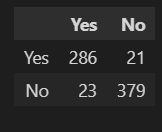 Yes No
Yes 286 21
No 23 379